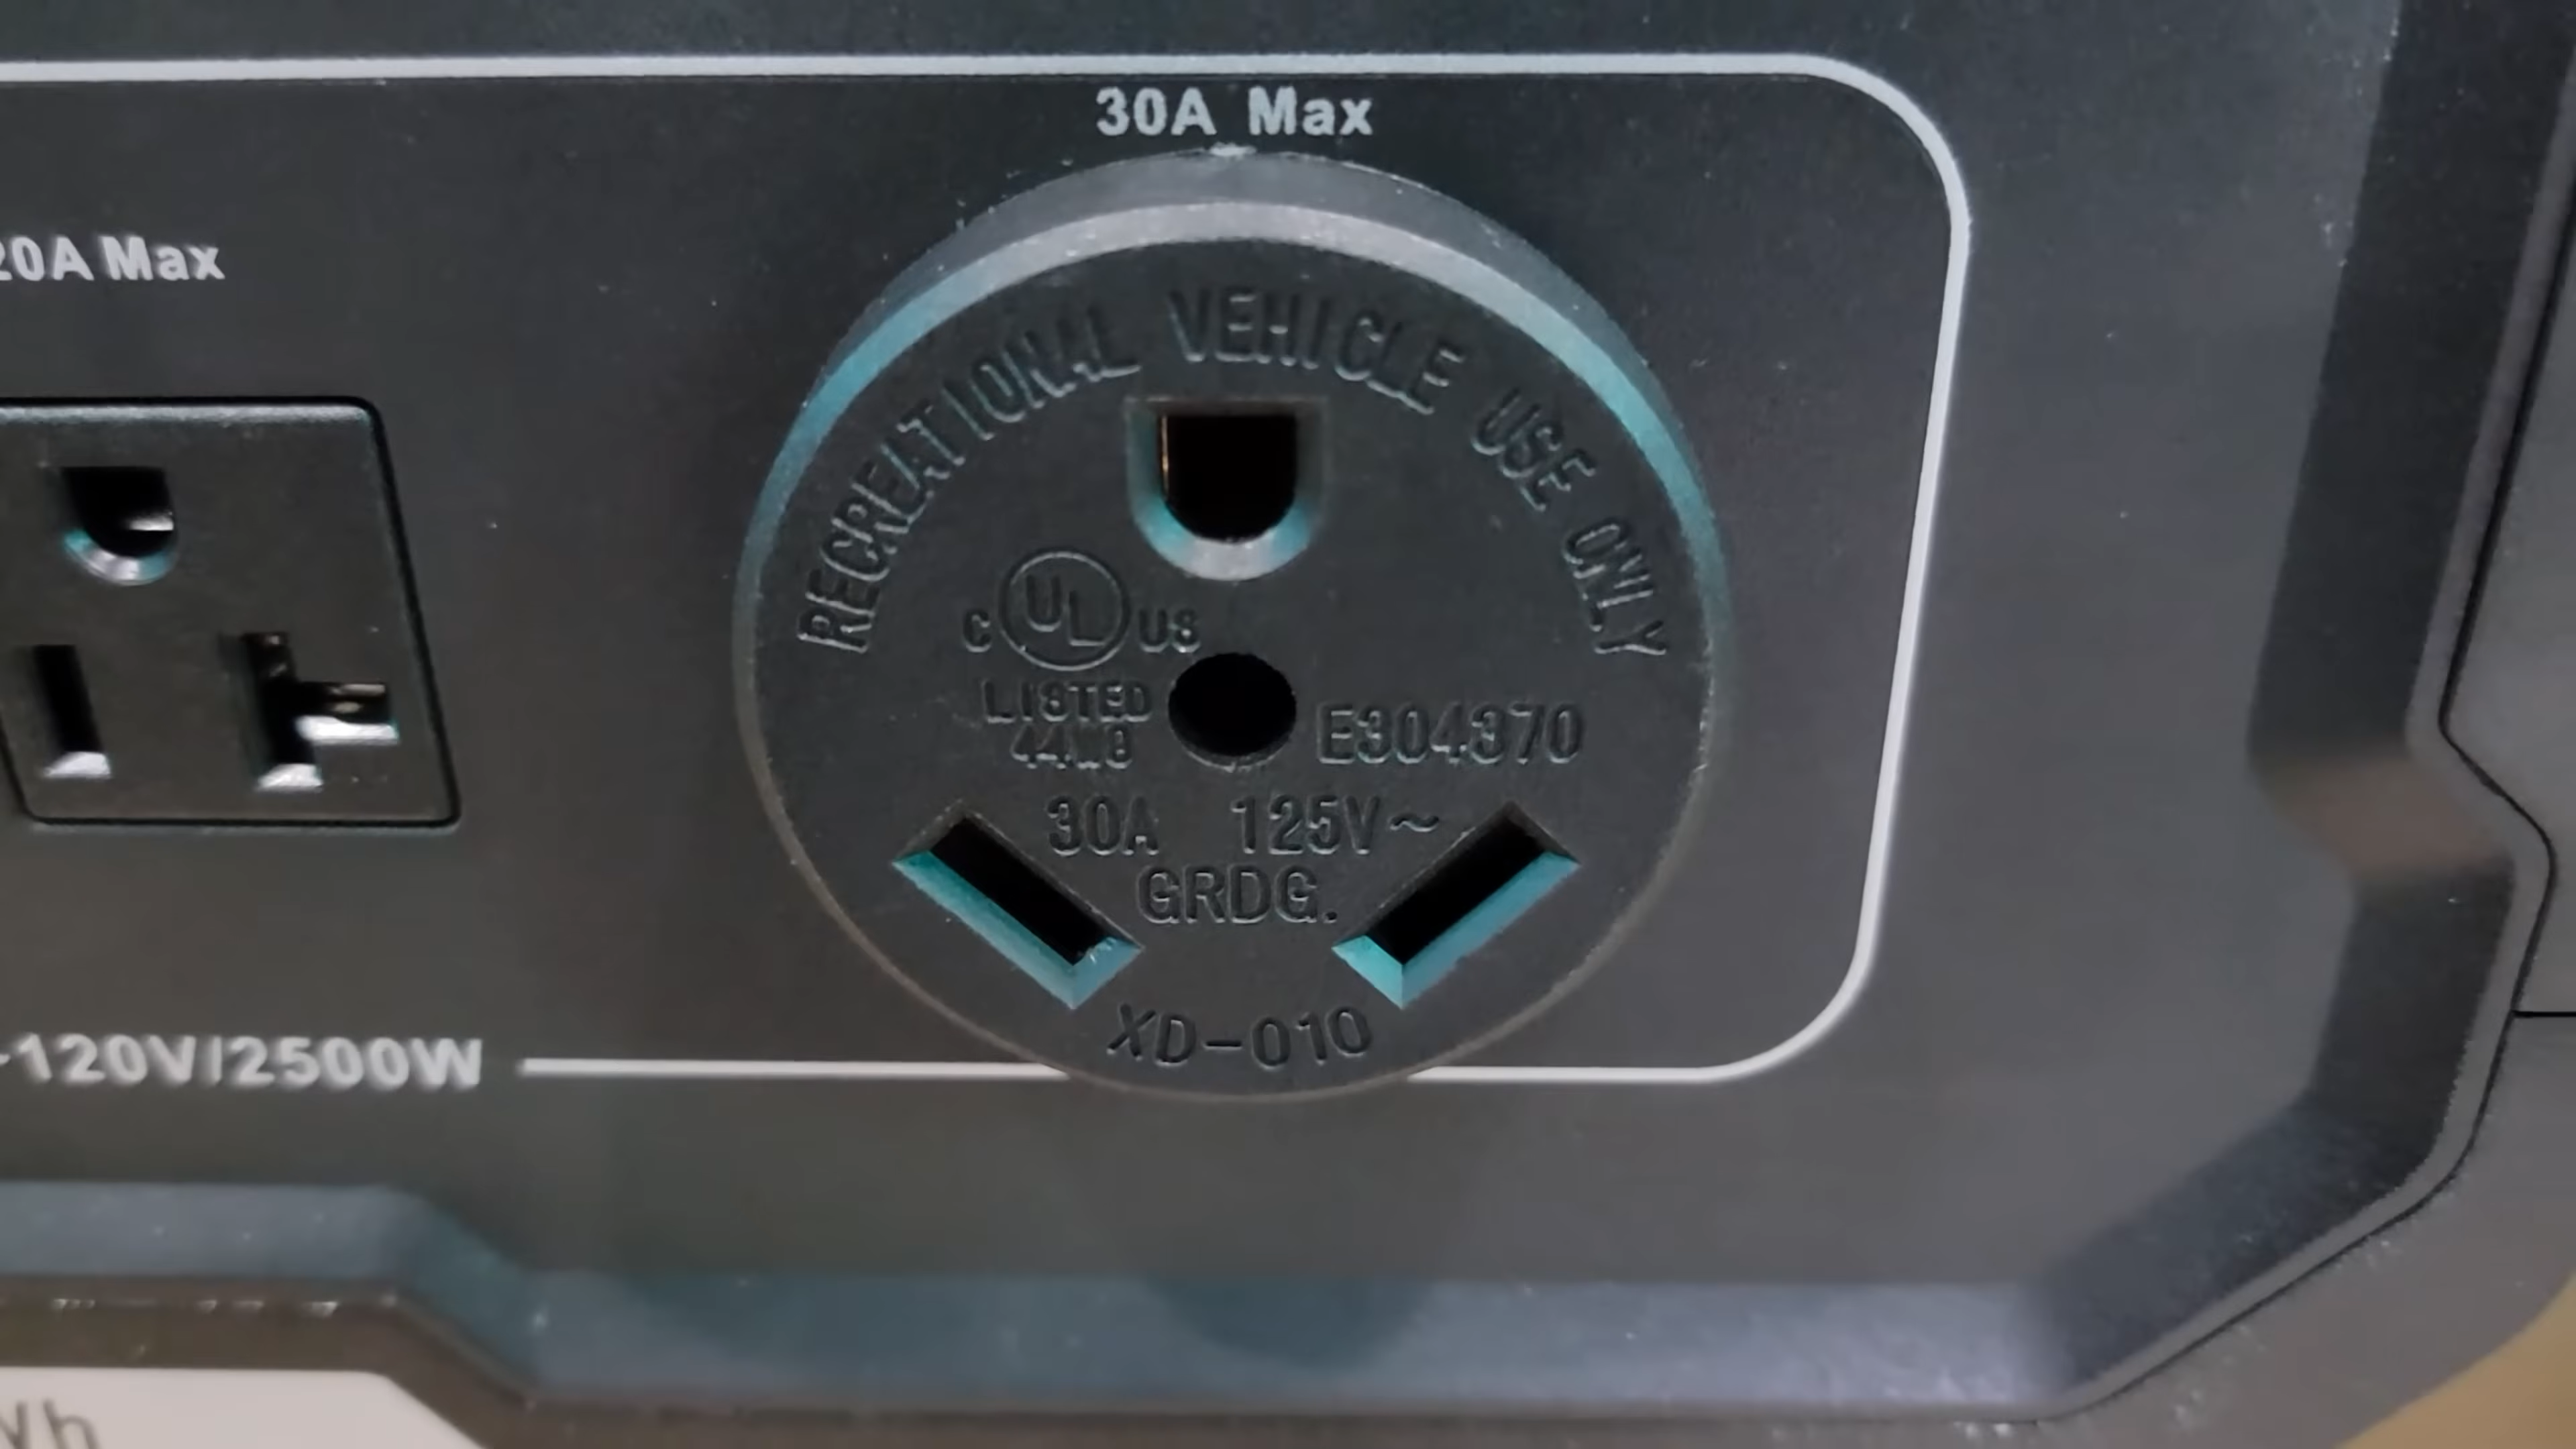 30A Max
20A Max
RECREATIONAL VEHICLE USE ONLY
C UL US
LISTED
E304370
30A 125V~
GRDG.
XD-010
~120V/2500W
Wh